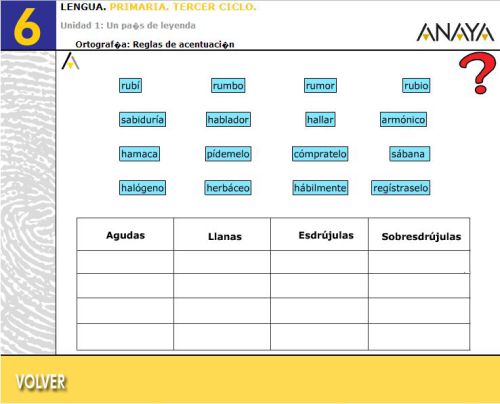 6
LENGUA. PRIMARIA. TERCER CICLO.
Unidad 1: Un pa�s de leyenda
Ortograf�a: Reglas de acentuaci�n
ANAYA
?
rubí rumbo rumor rubio
sabiduría hablador hallar armónico
hamaca pídemelo cómpratelo sábana
halógeno herbáceo hábilmente regístraselo
Agudas Llanas Esdrújulas Sobresdrújulas
VOLVER